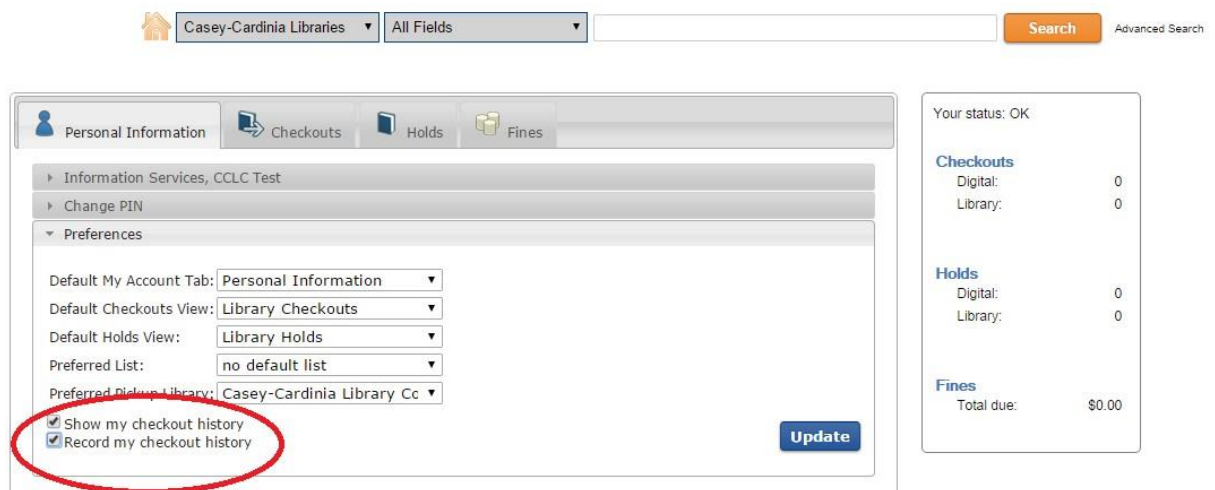 Casey-Cardinia Libraries All Fields Search Advanced Search
Personal Information Checkouts Holds Fines
Information Services, CCLC Test
Change PIN
Preferences
Default My Account Tab: Personal Information
Default Checkouts View: Library Checkouts
Default Holds View: Library Holds
Preferred List: no default list
Preferred Pickup Library: Casey-Cardinia Library Cc
Show my checkout history
Record my checkout history
Update
Your status: OK
Checkouts
Digital: 0
Library: 0
Holds
Digital: 0
Library: 0
Fines
Total due: $0.00